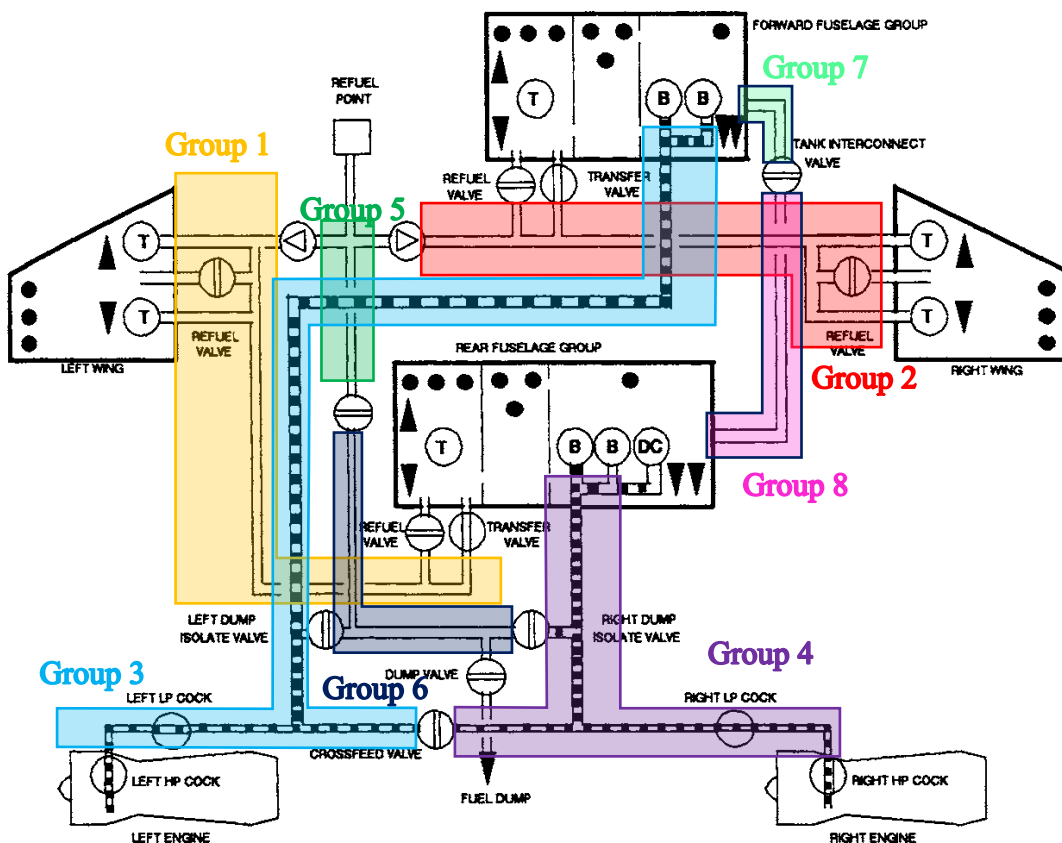 FORWARD FUSELAGE GROUP
Group 7
REFUEL
POINT
T
B
B
Group 1
TANK INTERCONNECT
VALVE
REFUEL
VALVE
TRANSFER
VALVE
Group 5
T
T
T
T
REFUEL
VALVE
REFUEL
VALVE
LEFT WING
REAR FUSELAGE GROUP
Group 2
RIGHT WING
T
B
B
DC
Group 8
REFUEL
VALVE
TRANSFER
VALVE
LEFT DUMP
ISOLATE VALVE
RIGHT DUMP
ISOLATE VALVE
Group 3
DUMP VALVE
Group 6
Group 4
LEFT LP COCK
RIGHT LP COCK
CROSSFEED VALVE
LEFT HP COCK
RIGHT HP COCK
FUEL DUMP
LEFT ENGINE
RIGHT ENGINE